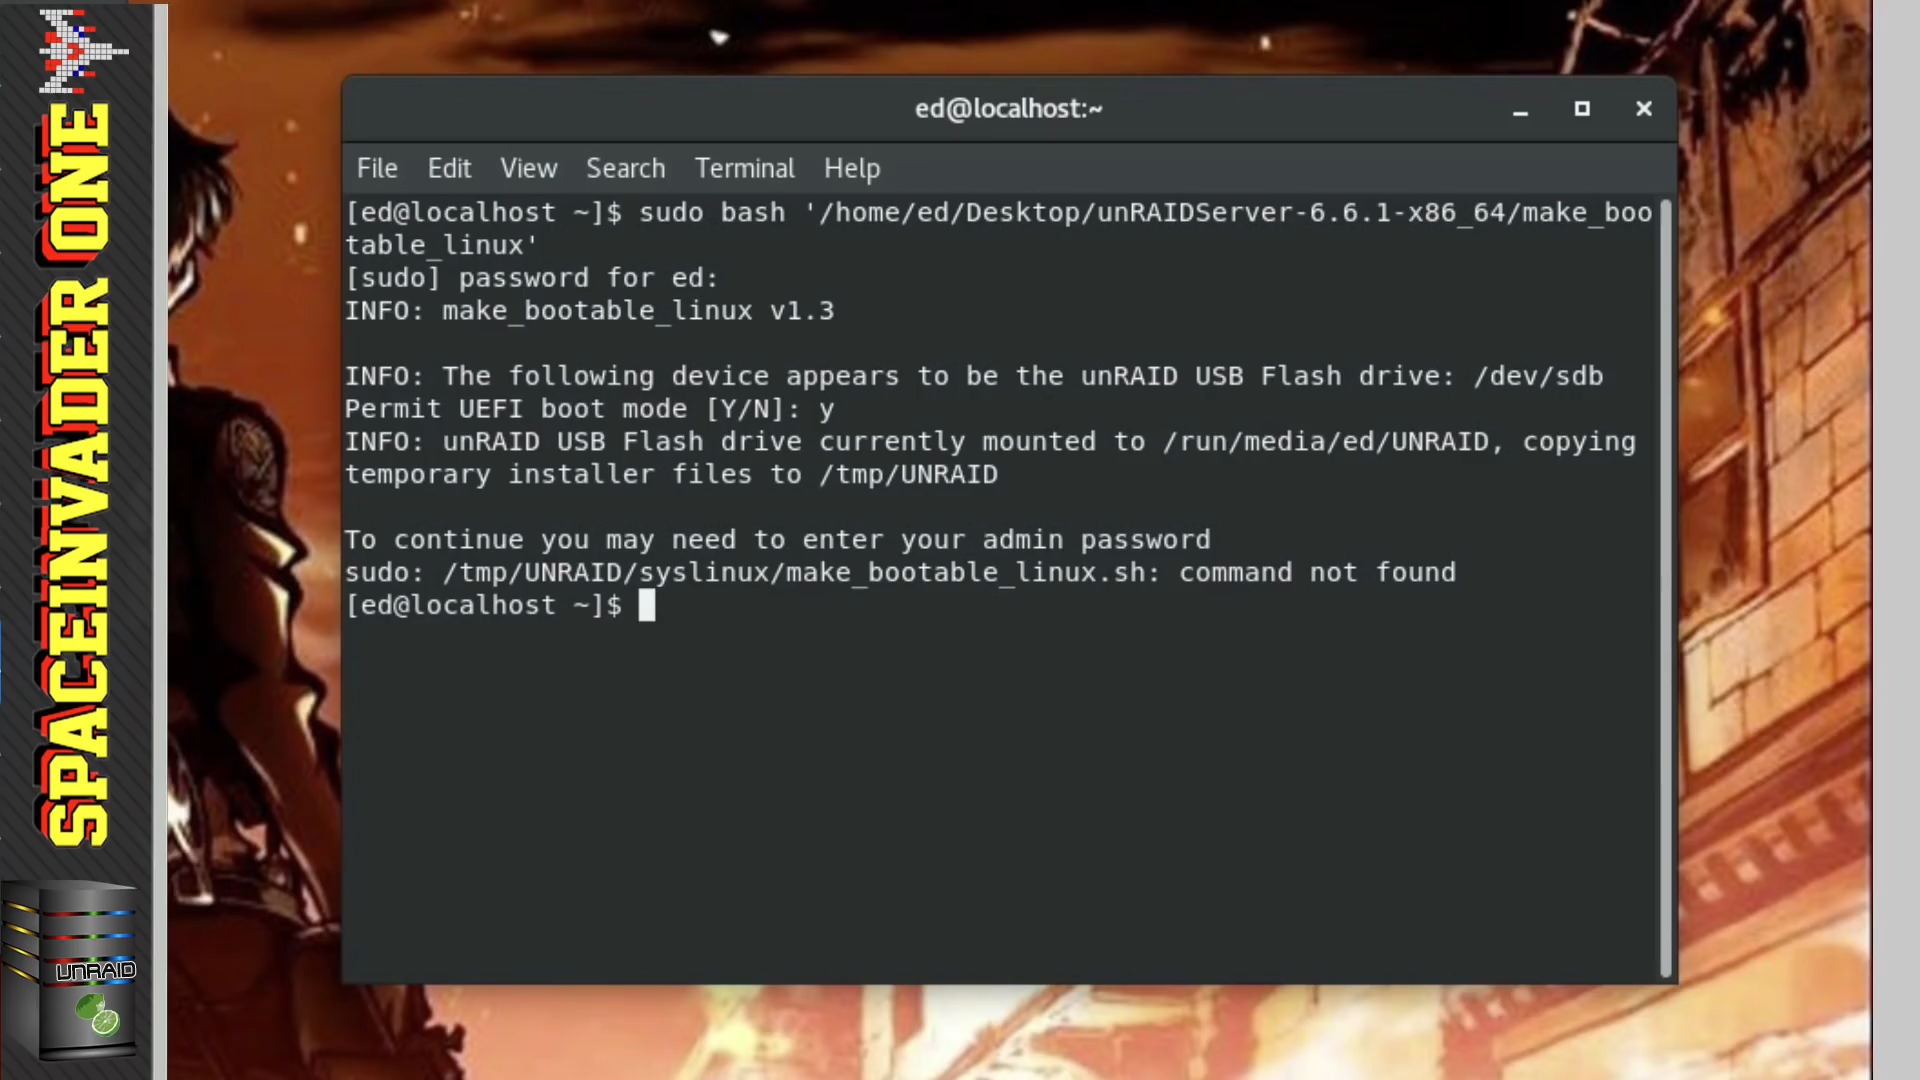 SPACEINVADER ONE
UNRAID
ed@localhost:~
File Edit View Search Terminal Help
[ed@localhost ~]$ sudo bash '/home/ed/Desktop/unRAIDServer-6.6.1-x86_64/make_boo
table_linux'
[sudo] password for ed:
INFO: make_bootable_linux v1.3
INFO: The following device appears to be the unRAID USB Flash drive: /dev/sdb
Permit UEFI boot mode [Y/N]: y
INFO: unRAID USB Flash drive currently mounted to /run/media/ed/UNRAID, copying
temporary installer files to /tmp/UNRAID
To continue you may need to enter your admin password
sudo: /tmp/UNRAID/syslinux/make_bootable_linux.sh: command not found
[ed@localhost ~]$